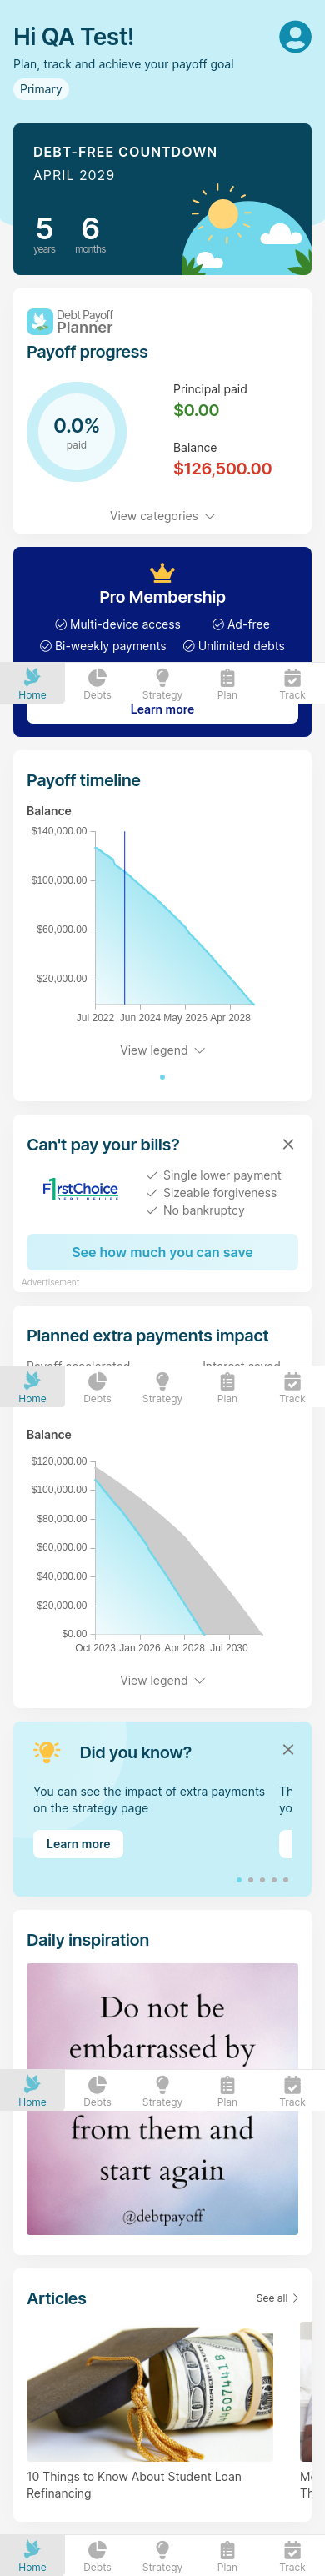 Hi QA Test!
Plan, track and achieve your payoff goal
Primary
DEBT-FREE COUNTDOWN
APRIL 2029
5 6
years months
Debt Payoff
Planner
Payoff progress
0.0%
paid
Principal paid
$0.00
Balance
$126,500.00
View categories
Pro Membership
Multi-device access
Ad-free
Bi-weekly payments
Unlimited debts
Home Debts Strategy Plan Track
Learn more
Payoff timeline
Balance
$140,000.00
$100,000.00
$60,000.00
$20,000.00
Jul 2022 Jun 2024 May 2026 Apr 2028
View legend
Can't pay your bills?
F1rstChoice
DEBT RELIEF
Single lower payment
Sizeable forgiveness
No bankruptcy
See how much you can save
Advertisement
Planned extra payments impact
Payoff accelerated Interest saved
Home Debts Strategy Plan Track
Balance
$120,000.00
$100,000.00
$80,000.00
$60,000.00
$40,000.00
$20,000.00
$0.00
Oct 2023 Jan 2026 Apr 2028 Jul 2030
View legend
Did you know?
You can see the impact of extra payments
on the strategy page
Th
yo
Learn more
Daily inspiration
Do not be
embarrassed by
Home Debts Strategy Plan Track
from them and
start again
@debtpayoff
Articles
See all
10 Things to Know About Student Loan
Refinancing
Th
Home Debts Strategy Plan Track